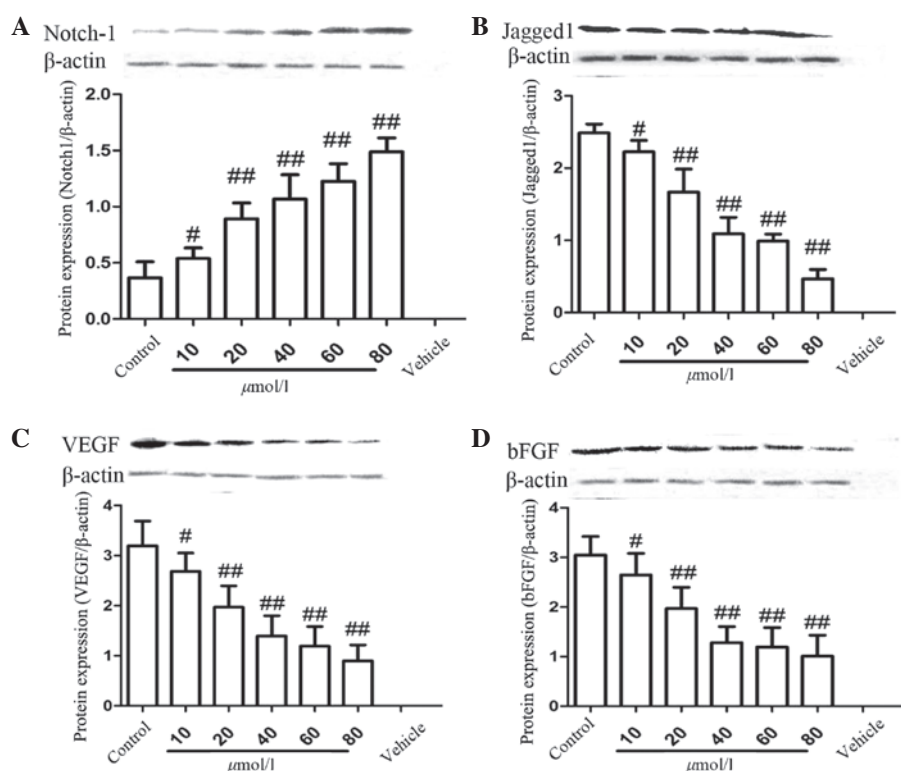 A
Notch-1
β-actin
Protein expression (Notch1/β-actin)
2.0
1.5
1.0
0.5
0.0
#
##
##
##
##
Control
10
20
40
60
80
Vehicle
μmol/l
B
Jagged1
β-actin
Protein expression (Jagged1/β-actin)
3
2
1
0
#
##
##
##
##
Control
10
20
40
60
80
Vehicle
μmol/l
C
VEGF
β-actin
Protein expression (VEGF/β-actin)
4
3
2
1
0
#
##
##
##
##
Control
10
20
40
60
80
Vehicle
μmol/l
D
bFGF
β-actin
Protein expression (bFGF/β-actin)
4
3
2
1
0
#
##
##
##
##
Control
10
20
40
60
80
Vehicle
μmol/l